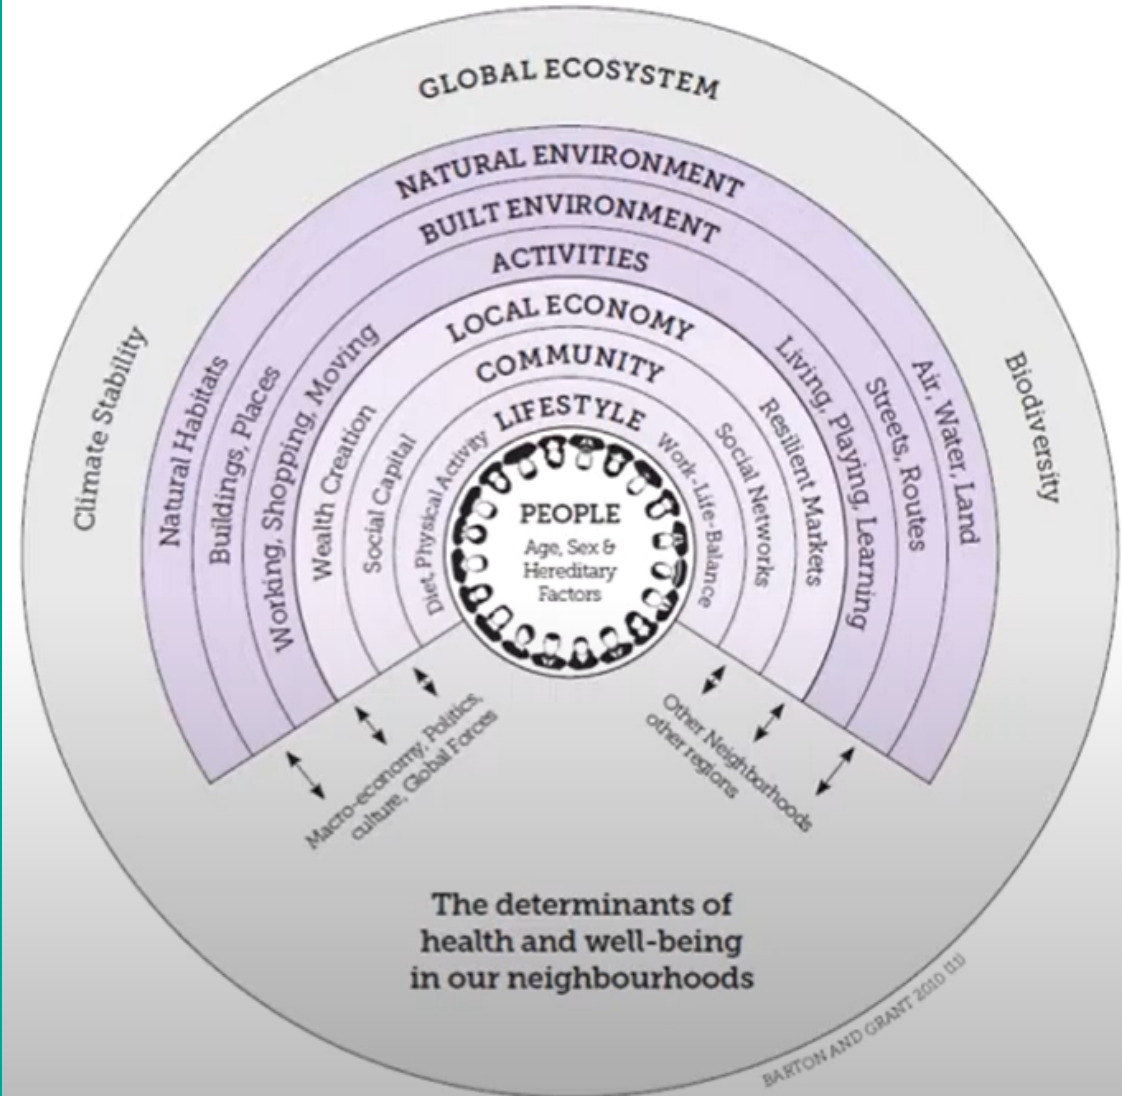 GLOBAL ECOSYSTEM
NATURAL ENVIRONMENT
BUILT ENVIRONMENT
ACTIVITIES
LOCAL ECONOMY
COMMUNITY
LIFESTYLE
Climate Stability
Natural Habitats
Buildings, Places
Working, Shopping, Moving
Wealth Creation
Social Capital
Diet, Physical Activity
Work-Life-Balance
Social Networks
Resilient Markets
Living, Playing, Learning
Streets, Routes
Air, Water, Land
Biodiversity
PEOPLE
Age, Sex &
Hereditary
Factors
Macro-economy, Politics,
culture, Global Forces
Other Neighborhoods
other regions
The determinants of
health and well-being
in our neighbourhoods
BARTON AND GRANT 2010